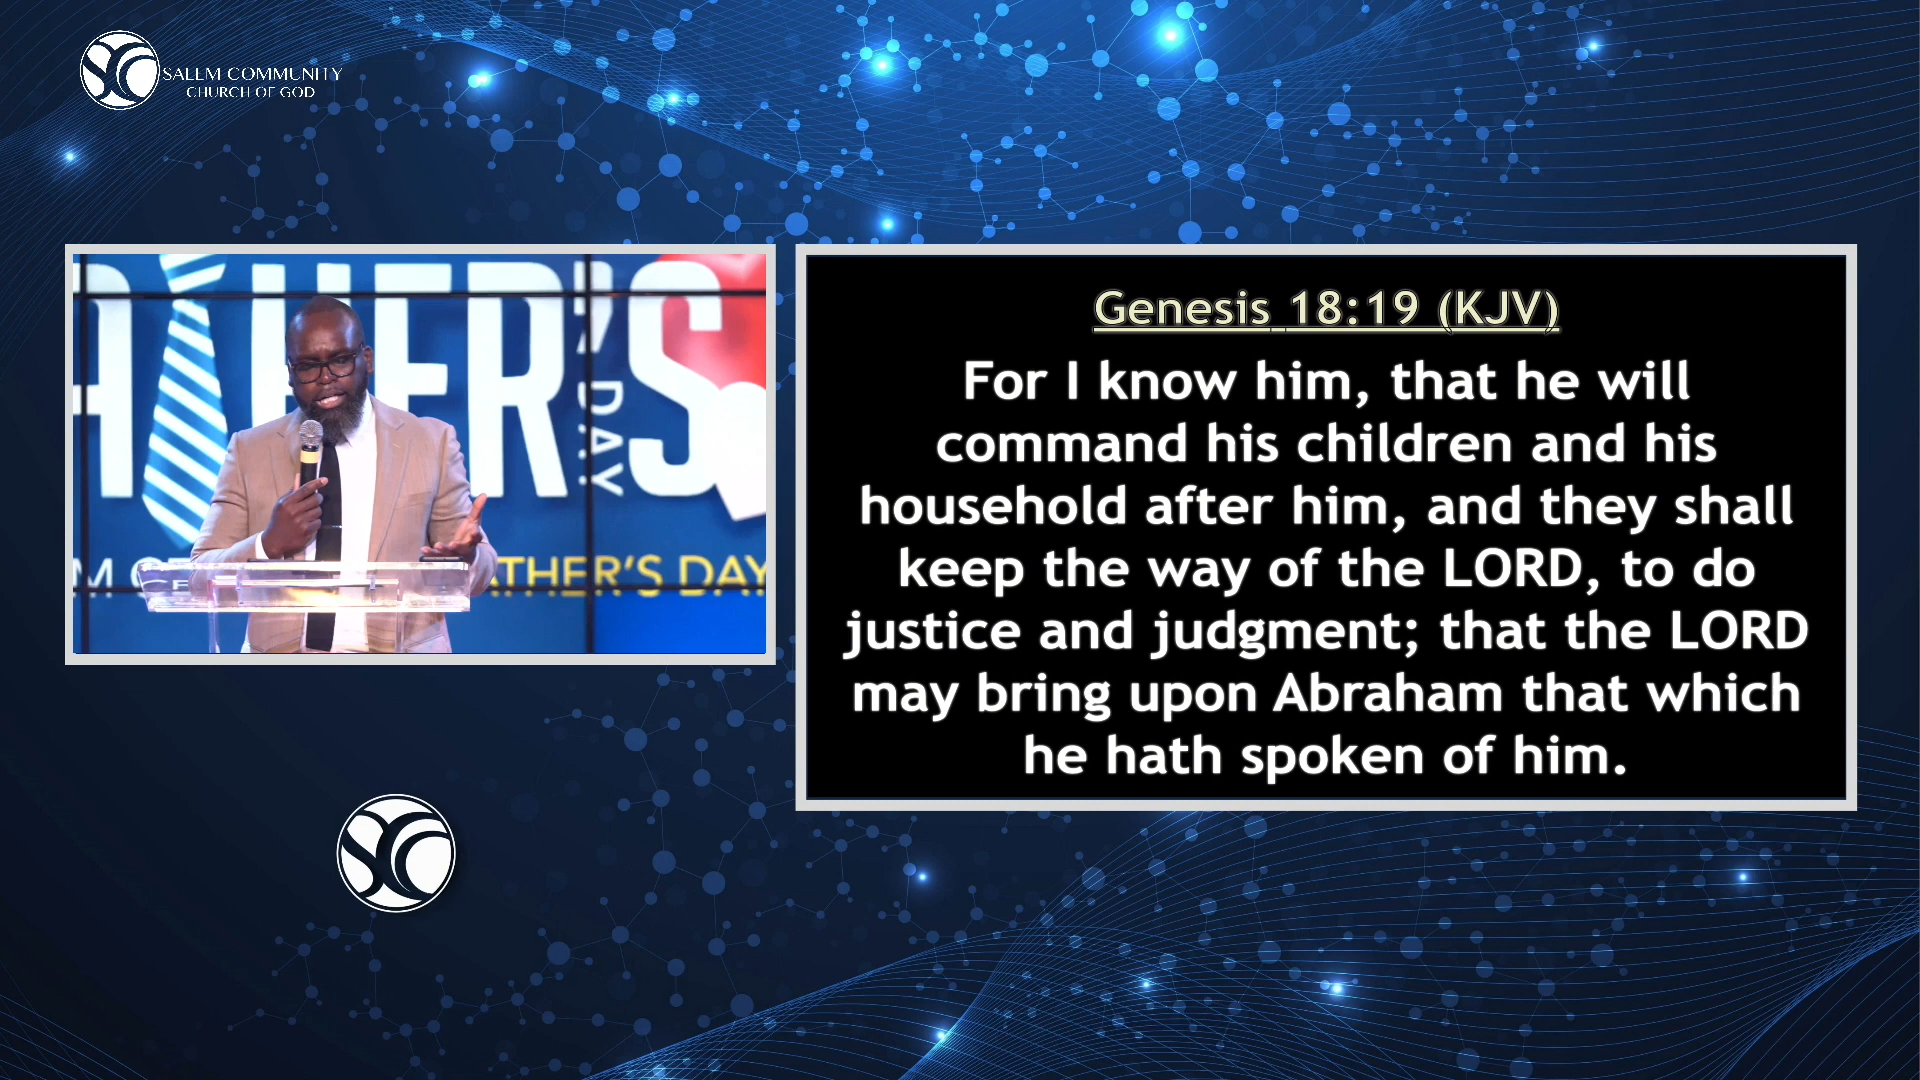 SALEM COMMUNITY
CHURCH OF GOD
FATHER'S
DAY
ATHER'S DAY
Genesis 18:19 (KJV)
For I know him, that he will
command his children and his
household after him, and they shall
keep the way of the LORD, to do
justice and judgment; that the LORD
may bring upon Abraham that which
he hath spoken of him.